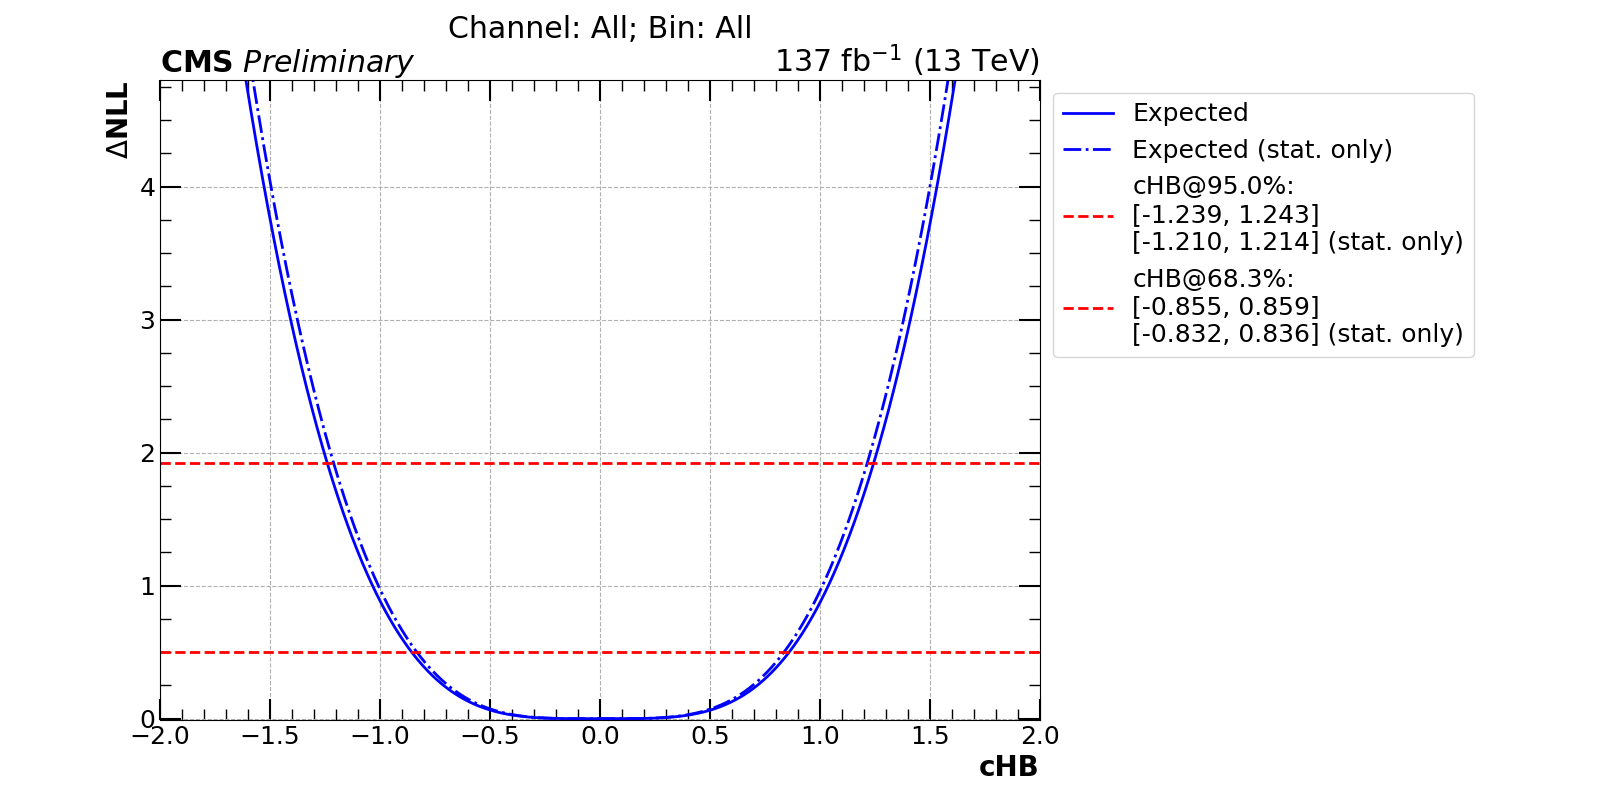 Channel: All; Bin: All
CMS Preliminary 137 fb⁻¹ (13 TeV)
ΔNLL
4
3
2
1
0
−2.0 −1.5 −1.0 −0.5 0.0 0.5 1.0 1.5 2.0
cHB
Expected
Expected (stat. only)
cHB@95.0%:
[-1.239, 1.243]
[-1.210, 1.214] (stat. only)
cHB@68.3%:
[-0.855, 0.859]
[-0.832, 0.836] (stat. only)